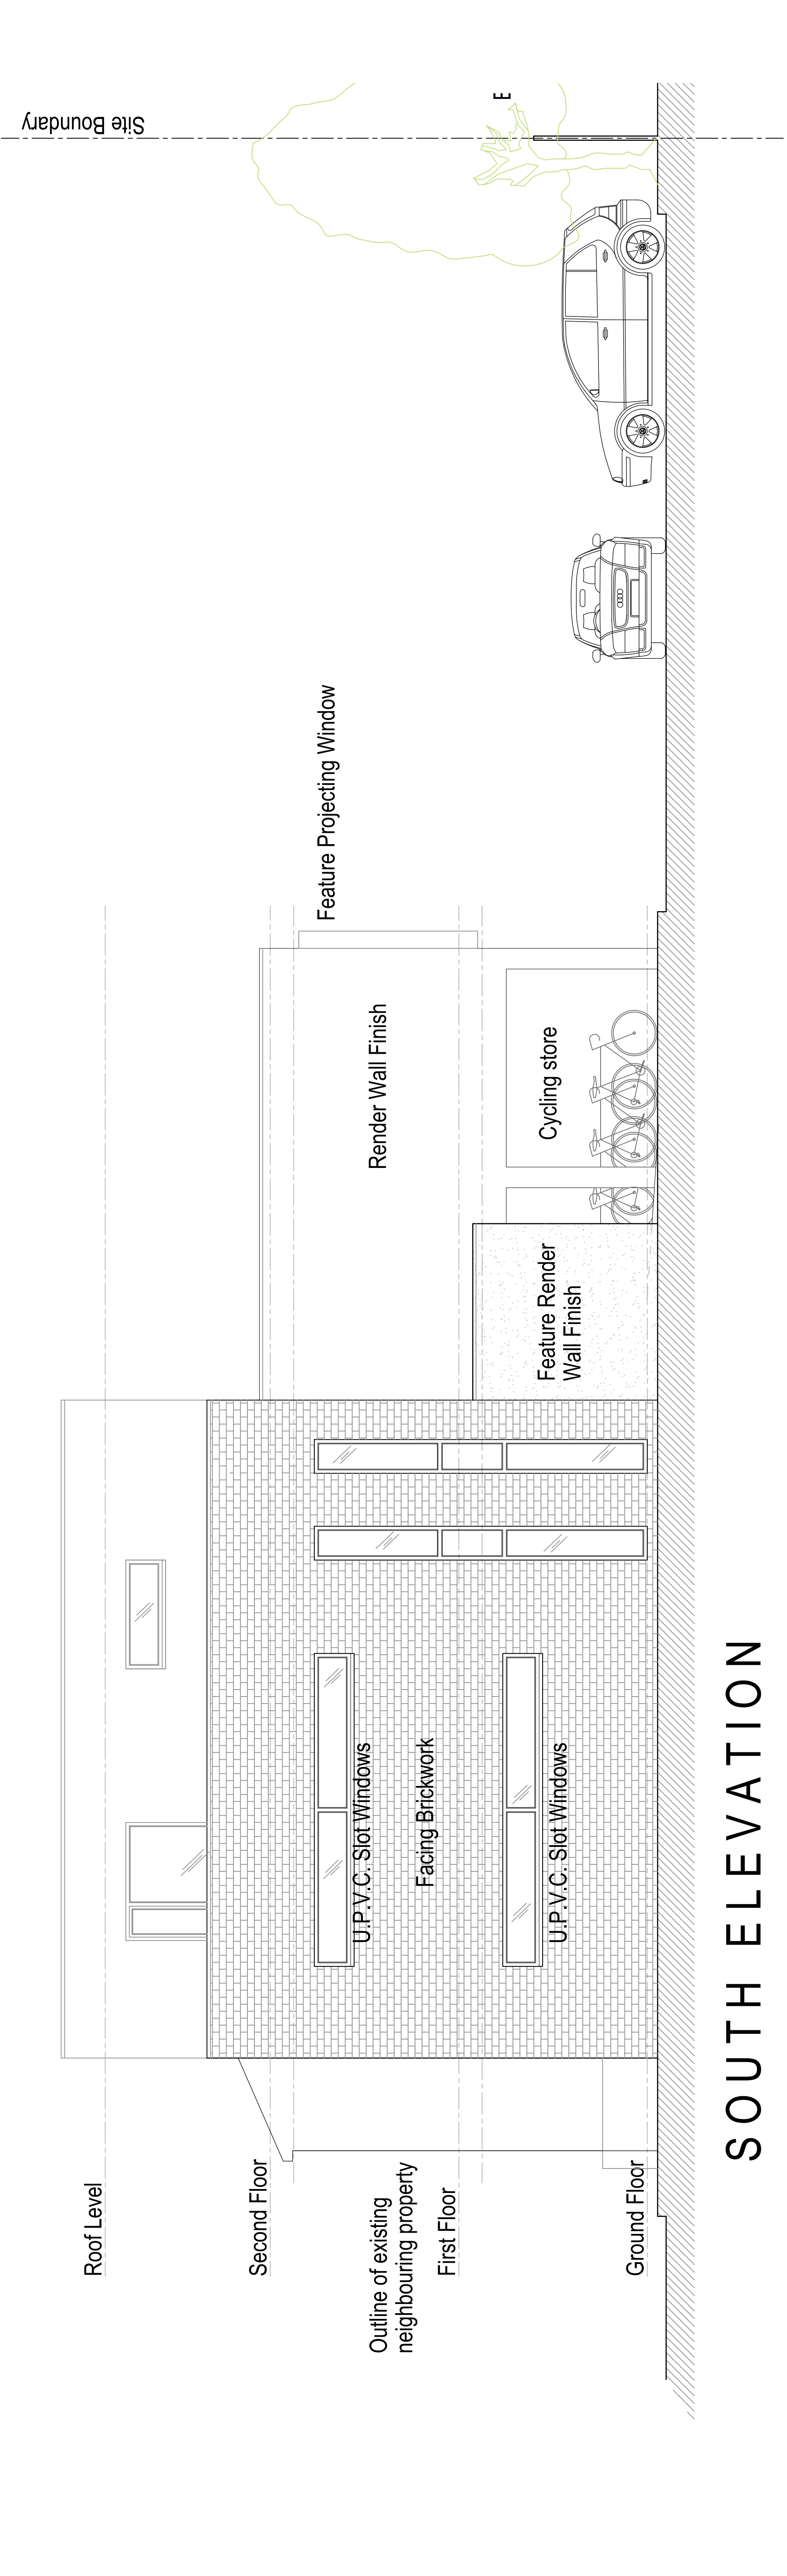 Site Boundary
E
Roof Level
Second Floor
Outline of existing
neighbouring property
First Floor
Ground Floor
U.P.V.C. Slot Windows
Facing Brickwork
U.P.V.C. Slot Windows
Feature Render
Wall Finish
Render Wall Finish
Cycling store
Feature Projecting Window
SOUTH ELEVATION